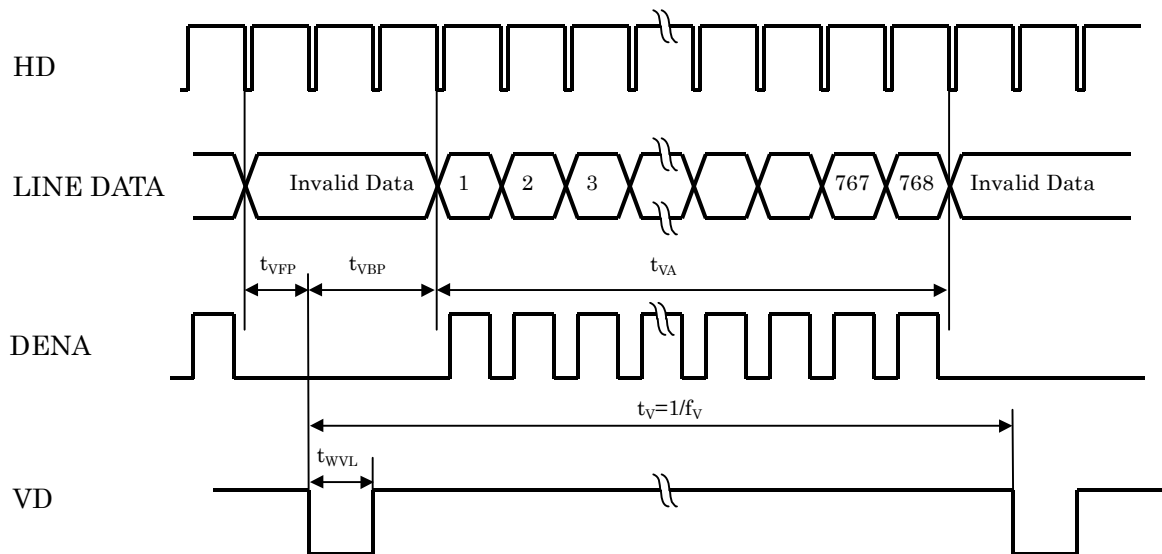 HD
LINE DATA
Invalid Data 1 2 3 767 768 Invalid Data
tVFP tVBP tVA
DENA
tV=1/fV
tWVL
VD